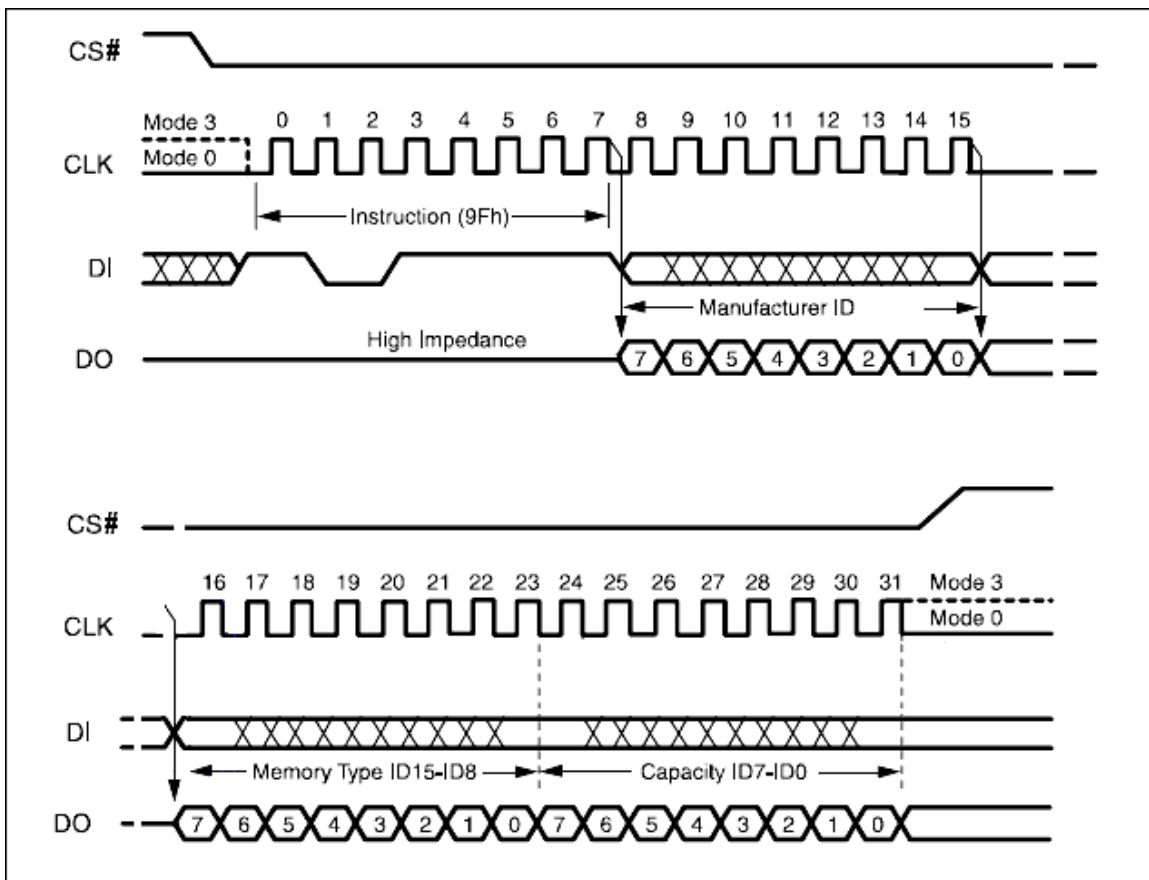 CS#
Mode 3
0 1 2 3 4 5 6 7 8 9 10 11 12 13 14 15
Mode 0
CLK
Instruction (9Fh)
DI
Manufacturer ID
High Impedance
DO
7 6 5 4 3 2 1 0
CS#
16 17 18 19 20 21 22 23 24 25 26 27 28 29 30 31 Mode 3
CLK
Mode 0
DI
Memory Type ID15-ID8 Capacity ID7-ID0
DO
7 6 5 4 3 2 1 0 7 6 5 4 3 2 1 0